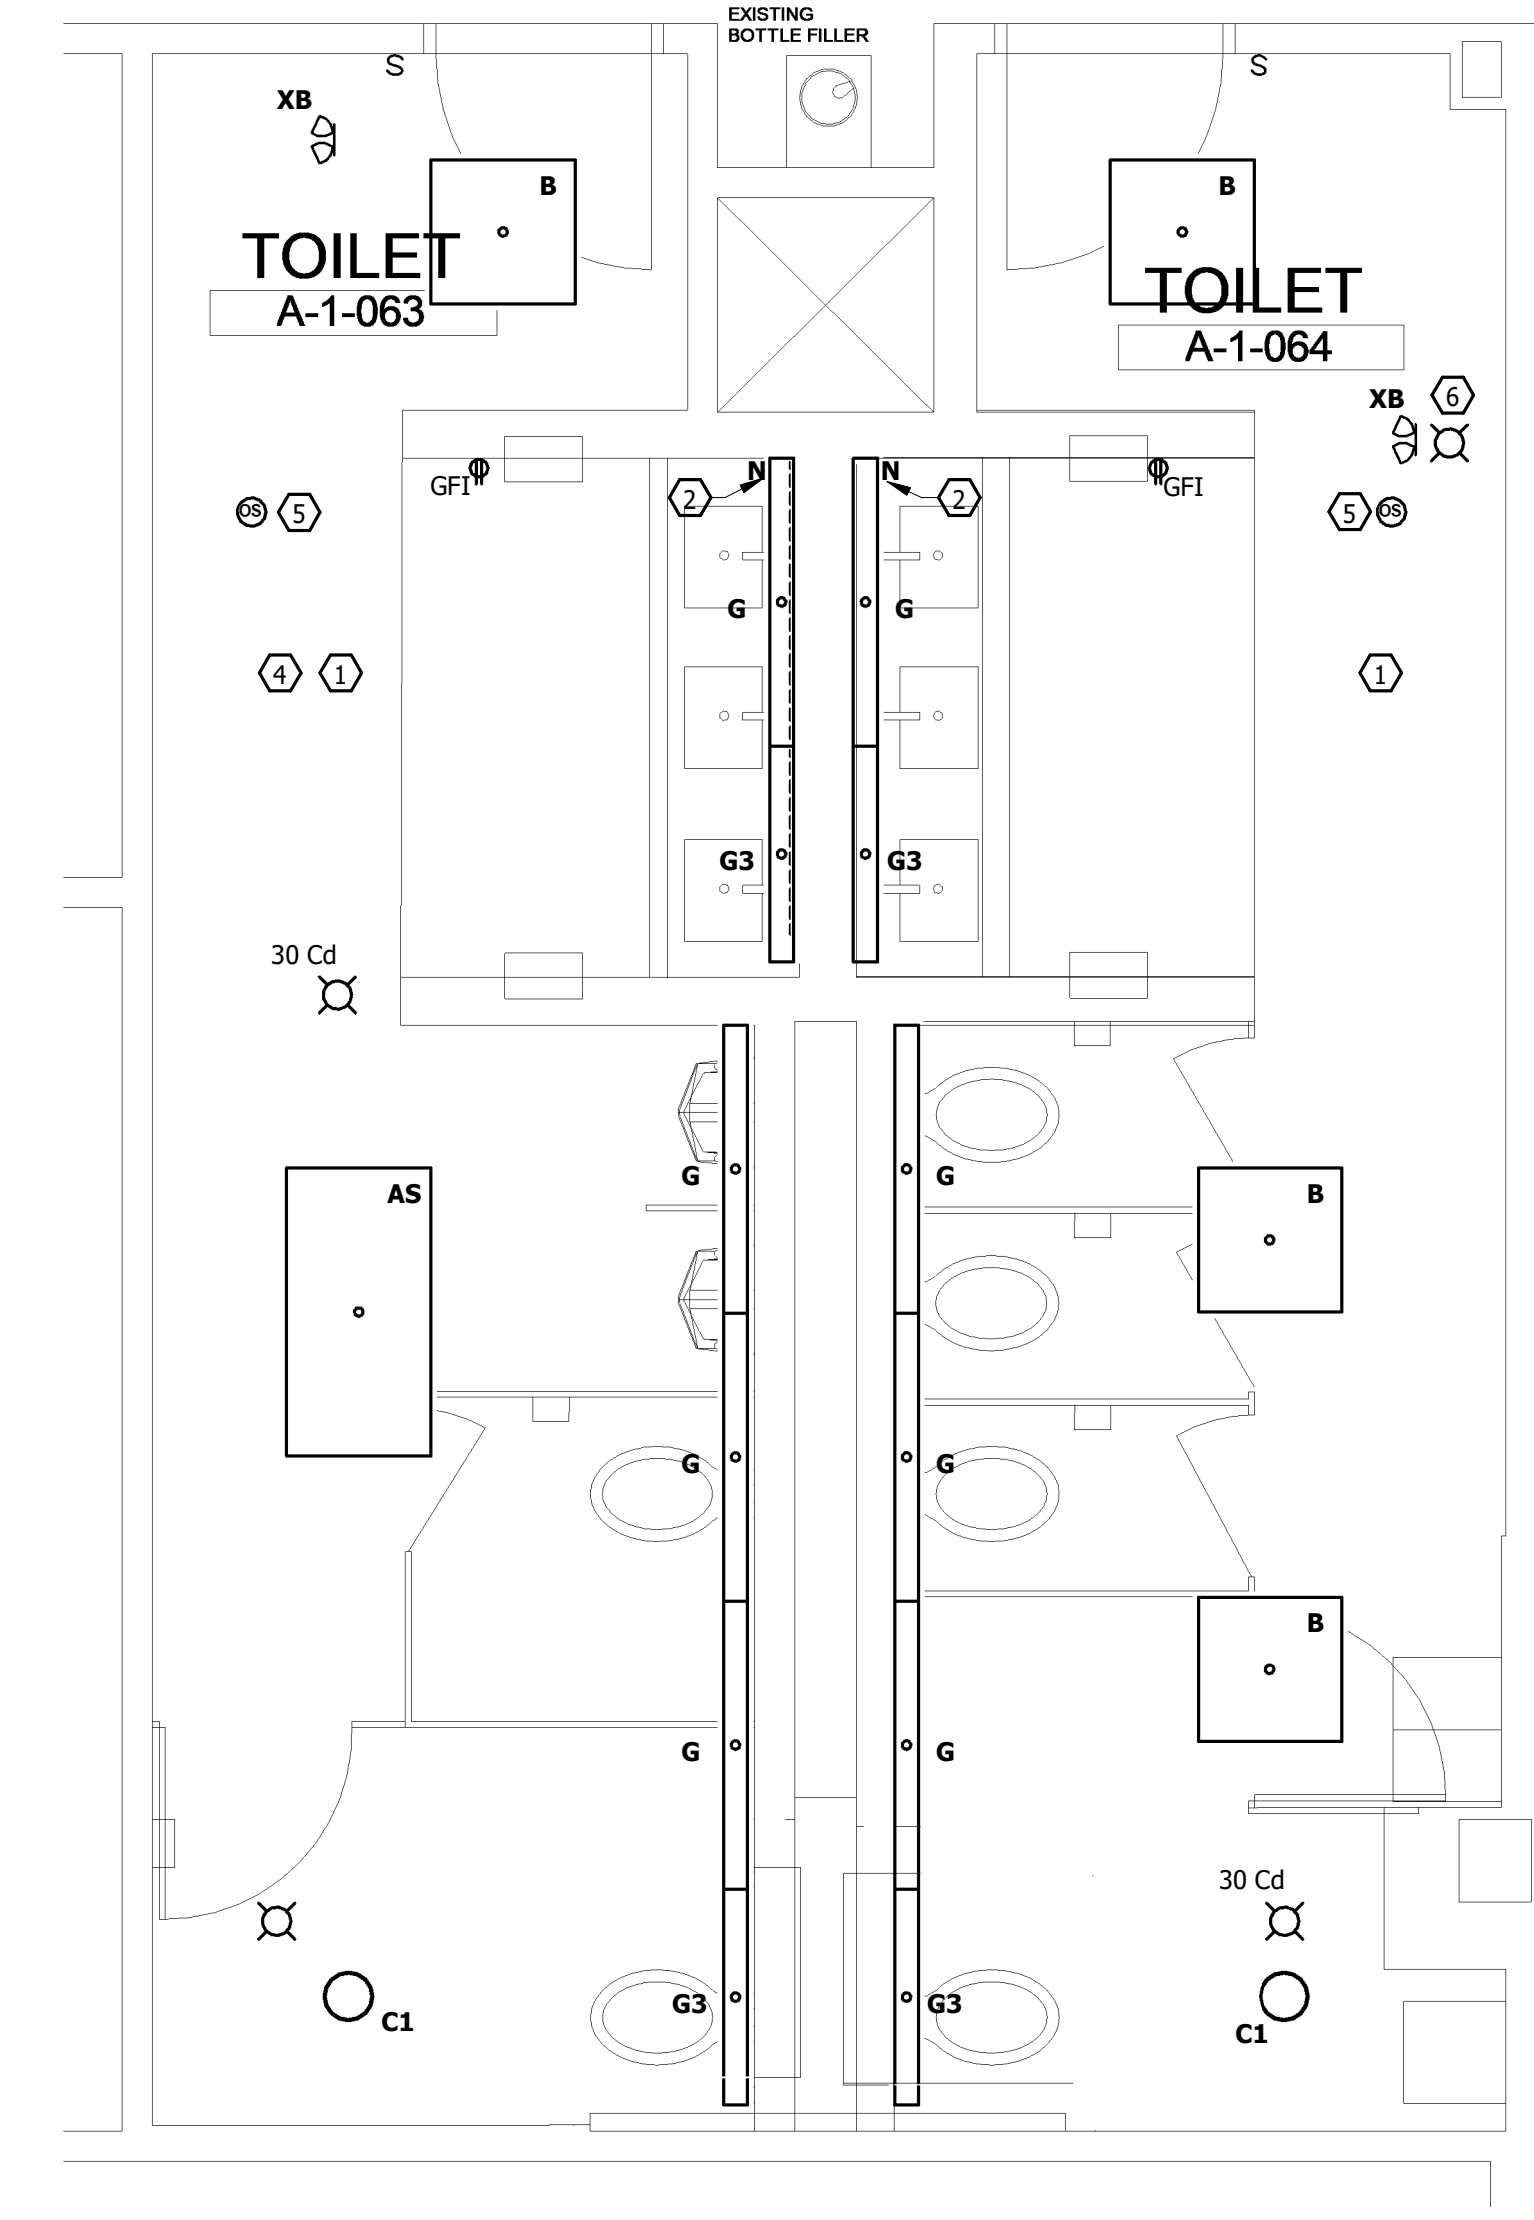 EXISTING
BOTTLE FILLER
S
S
XB
B
B
TOILET
A-1-063
TOILET
A-1-064
XB
6
GFI
N
N
GFI
2
2
OS
5
5
OS
G
G
4
1
1
G3
G3
30 Cd
G
G
AS
B
G
G
B
G
G
30 Cd
G3
G3
C1
C1